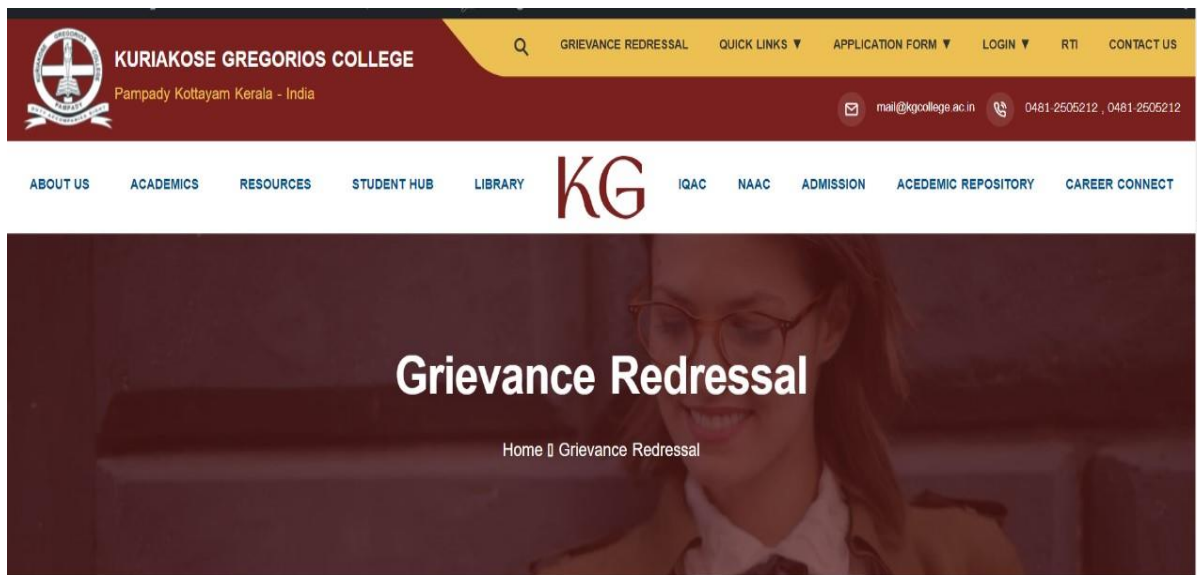 KURIAKOSE GREGORIOS COLLEGE
Pampady Kottayam Kerala - India
GRIEVANCE REDRESSAL QUICK LINKS ▼ APPLICATION FORM ▼ LOGIN ▼ RTI CONTACT US
mail@kgcollege.ac.in 0481-2505212 , 0481-2505212
ABOUT US ACADEMICS RESOURCES STUDENT HUB LIBRARY KG IQAC NAAC ADMISSION ACEDEMIC REPOSITORY CAREER CONNECT
Grievance Redressal
Home ▯ Grievance Redressal